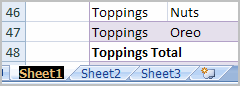 46 Toppings Nuts
47 Toppings Oreo
48 Toppings Total
Sheet1 Sheet2 Sheet3